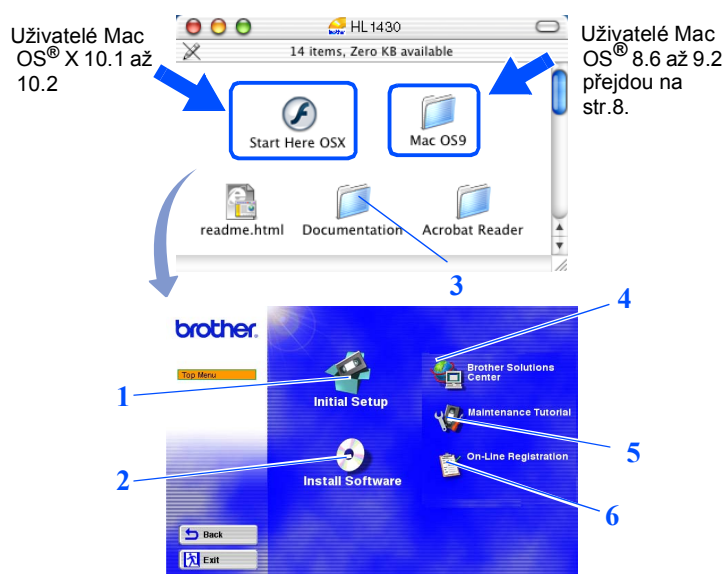 Uživatelé Mac
OS® X 10.1 až
10.2
brother HL1430
14 items, Zero KB available
Uživatelé Mac
OS® 8.6 až 9.2
přejdou na
str.8.
Start Here OSX
Mac OS9
readme.html
Documentation
Acrobat Reader
3
brother.
Top Menu
1
Initial Setup
2
Install Software
4
Brother Solutions
Center
Maintenance Tutorial
5
On-Line Registration
6
Back
Exit